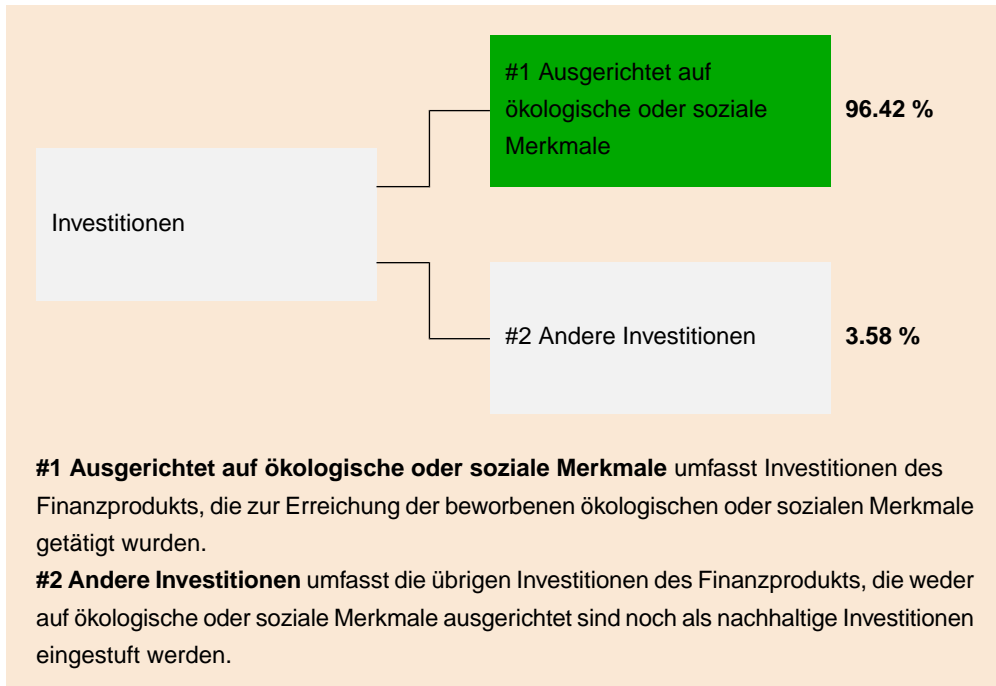 #1 Ausgerichtet auf
ökologische oder soziale
Merkmale
96.42 %
Investitionen
#2 Andere Investitionen
3.58 %
#1 Ausgerichtet auf ökologische oder soziale Merkmale umfasst Investitionen des
Finanzprodukts, die zur Erreichung der beworbenen ökologischen oder sozialen Merkmale
getätigt wurden.
#2 Andere Investitionen umfasst die übrigen Investitionen des Finanzprodukts, die weder
auf ökologische oder soziale Merkmale ausgerichtet sind noch als nachhaltige Investitionen
eingestuft werden.